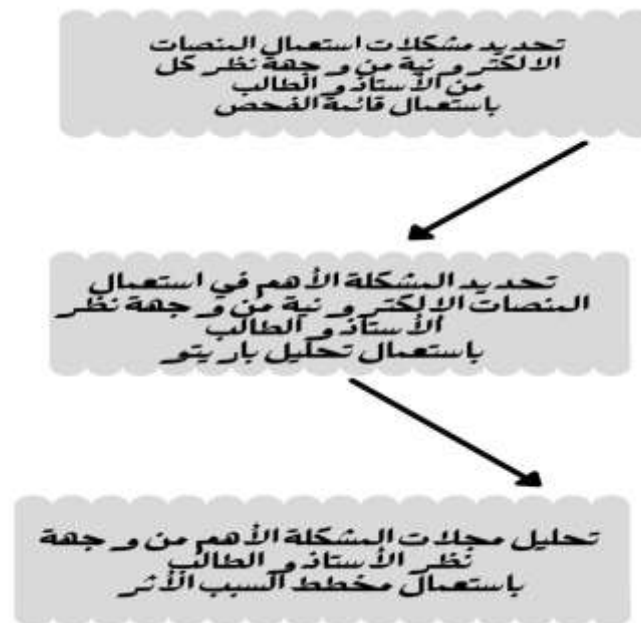 تحديد مشكلات استعمال المنصات
الالكترونية من وجهة نظر كل
من الأستاذ و الطالب
باستعمال قائمة الفحص
تحديد المشكلة الأهم في استعمال
المنصات الإلكترونية من وجهة نظر
الأستاذ و الطالب
باستعمال تحليل باريتو
تحليل مجلات المشكلة الأهم من وجهة
نظر الأستاذ و الطالب
باستعمال مخطط السبب الأثر